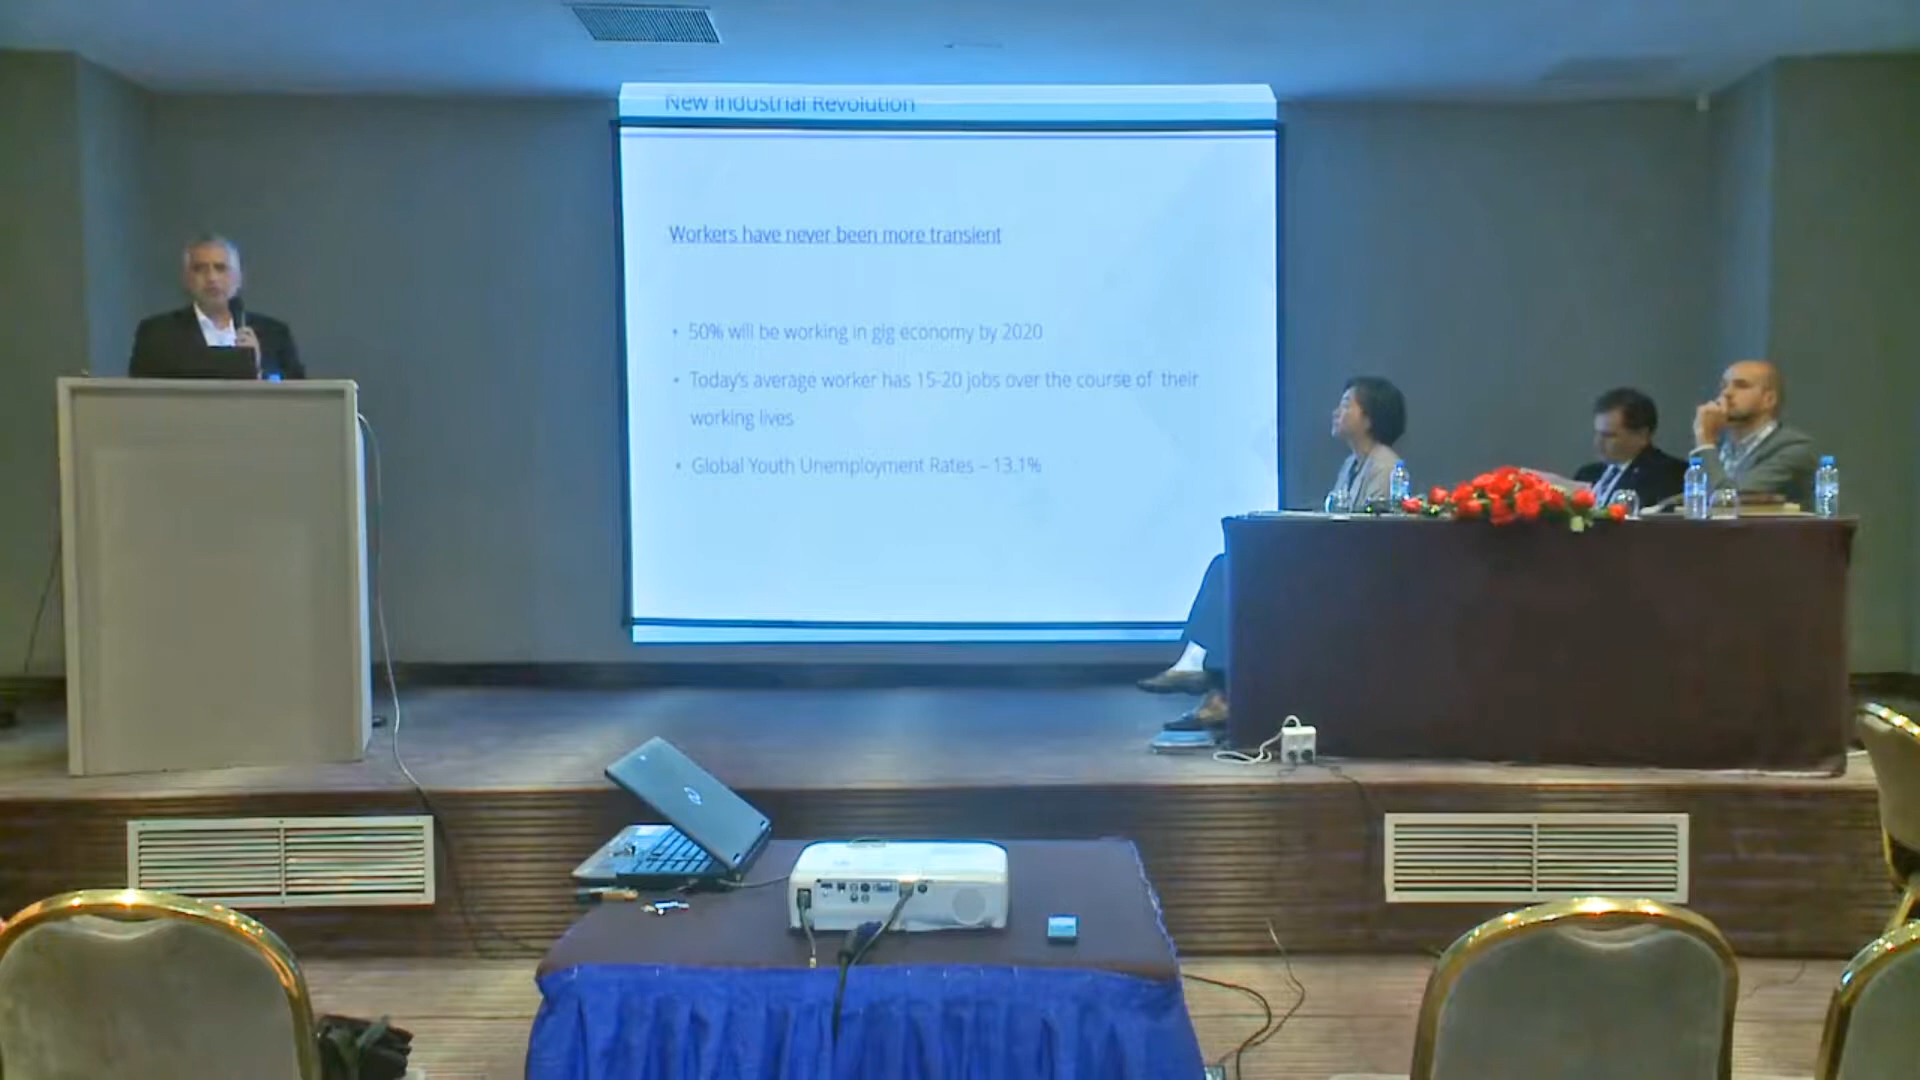 New Industrial Revolution
Workers have never been more transient
• 50% will be working in gig economy by 2020
• Today's average worker has 15-20 jobs over the course of their
working lives
• Global Youth Unemployment Rates – 13.1%